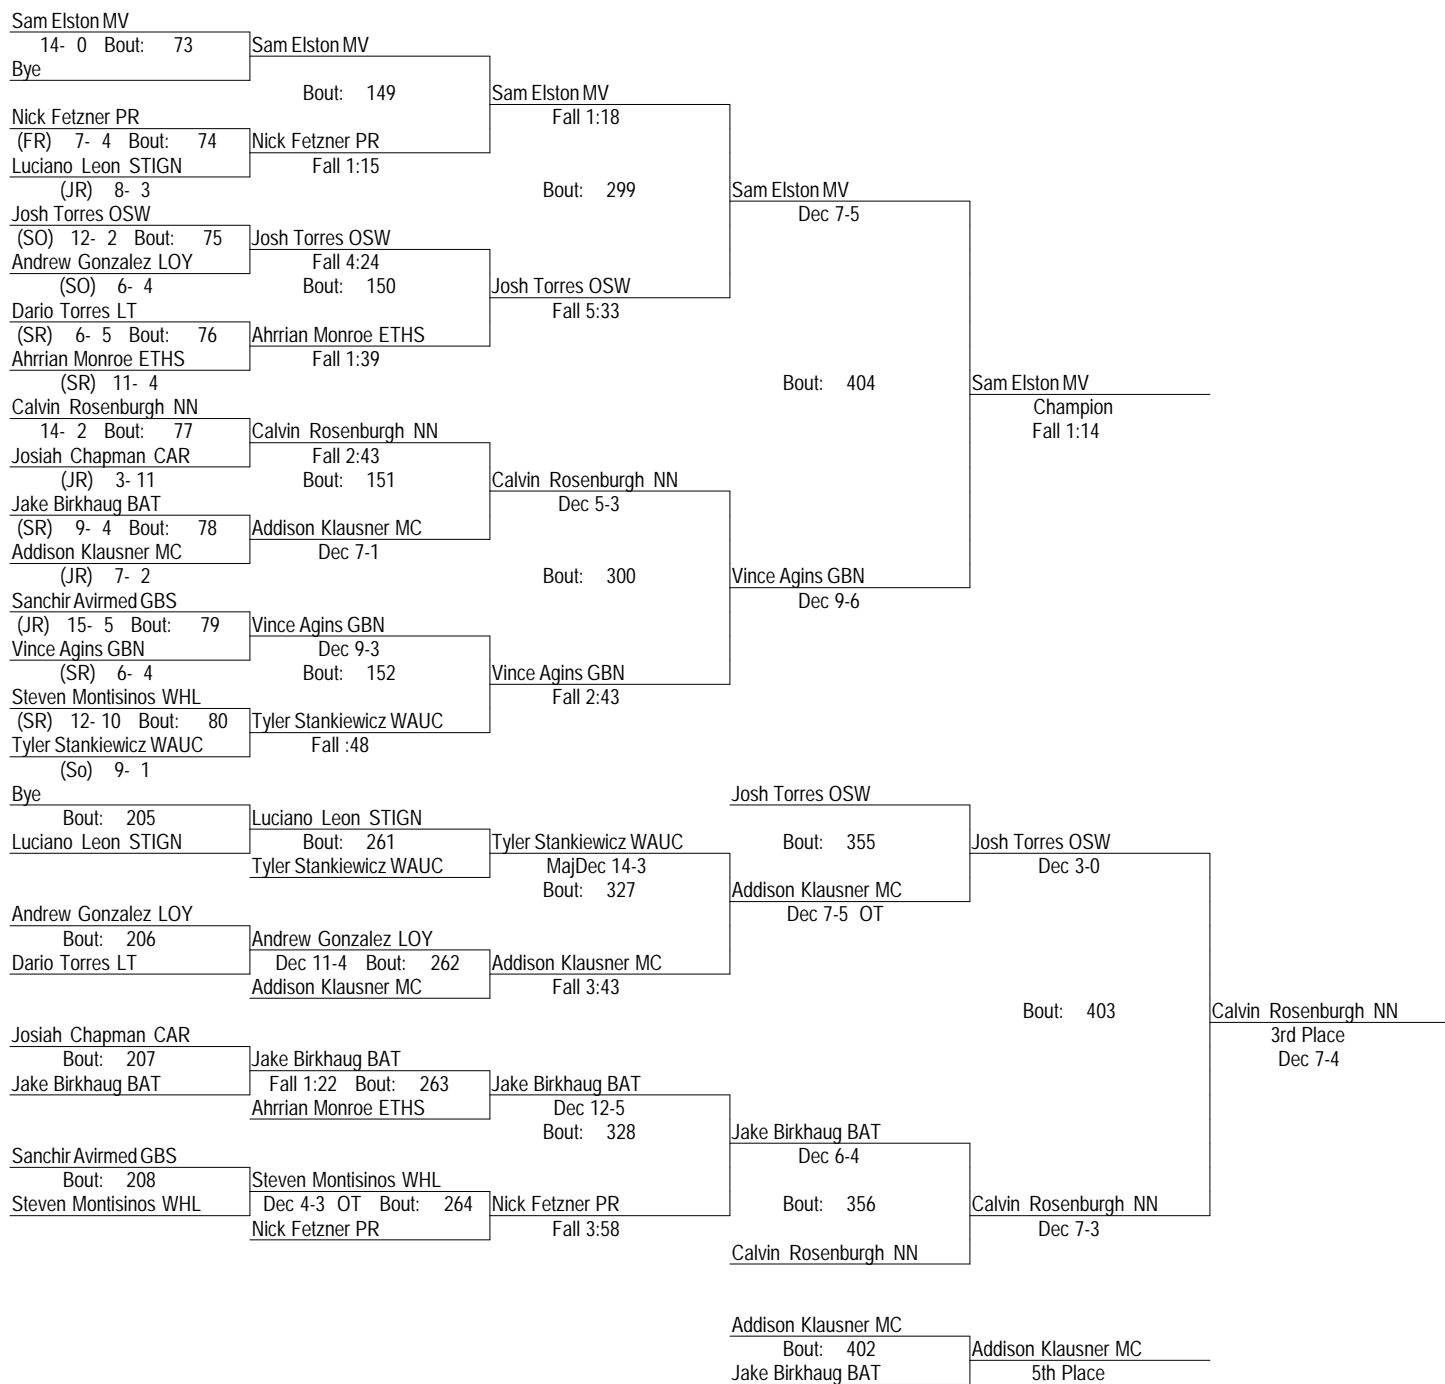 Sam Elston MV
14- 0 Bout: 73
Sam Elston MV
Bye
Bout: 149
Sam Elston MV
Nick Fetzner PR
Fall 1:18
(FR) 7- 4 Bout: 74
Nick Fetzner PR
Luciano Leon STIGN
Fall 1:15
(JR) 8- 3
Bout: 299
Sam Elston MV
Josh Torres OSW
Dec 7-5
(SO) 12- 2 Bout: 75
Josh Torres OSW
Andrew Gonzalez LOY
Fall 4:24
(SO) 6- 4
Bout: 150
Josh Torres OSW
Dario Torres LT
Fall 5:33
(SR) 6- 5 Bout: 76
Ahrrian Monroe ETHS
Ahrrian Monroe ETHS
Fall 1:39
(SR) 11- 4
Bout: 404
Sam Elston MV
Calvin Rosenburgh NN
Champion
14- 2 Bout: 77
Calvin Rosenburgh NN
Fall 1:14
Josiah Chapman CAR
Fall 2:43
(JR) 3- 11
Bout: 151
Calvin Rosenburgh NN
Jake Birkhaug BAT
Dec 5-3
(SR) 9- 4 Bout: 78
Addison Klausner MC
Addison Klausner MC
Dec 7-1
(JR) 7- 2
Bout: 300
Vince Agins GBN
Sanchir Avirmed GBS
Dec 9-6
(JR) 15- 5 Bout: 79
Vince Agins GBN
Vince Agins GBN
Dec 9-3
(SR) 6- 4
Bout: 152
Vince Agins GBN
Steven Montisinos WHL
Fall 2:43
(SR) 12- 10 Bout: 80
Tyler Stankiewicz WAUC
Tyler Stankiewicz WAUC
Fall :48
(So) 9- 1
Bye
Josh Torres OSW
Bout: 205
Luciano Leon STIGN
Luciano Leon STIGN
Bout: 261
Tyler Stankiewicz WAUC
Bout: 355
Josh Torres OSW
Tyler Stankiewicz WAUC
MajDec 14-3
Dec 3-0
Bout: 327
Addison Klausner MC
Andrew Gonzalez LOY
Dec 7-5 OT
Bout: 206
Andrew Gonzalez LOY
Dario Torres LT
Dec 11-4 Bout: 262
Addison Klausner MC
Addison Klausner MC
Fall 3:43
Bout: 403
Calvin Rosenburgh NN
Josiah Chapman CAR
3rd Place
Bout: 207
Jake Birkhaug BAT
Dec 7-4
Jake Birkhaug BAT
Fall 1:22 Bout: 263
Jake Birkhaug BAT
Ahrrian Monroe ETHS
Dec 12-5
Bout: 328
Jake Birkhaug BAT
Sanchir Avirmed GBS
Dec 6-4
Bout: 208
Steven Montisinos WHL
Steven Montisinos WHL
Dec 4-3 OT Bout: 264
Nick Fetzner PR
Bout: 356
Calvin Rosenburgh NN
Nick Fetzner PR
Fall 3:58
Dec 7-3
Calvin Rosenburgh NN
Addison Klausner MC
Bout: 402
Addison Klausner MC
Jake Birkhaug BAT
5th Place